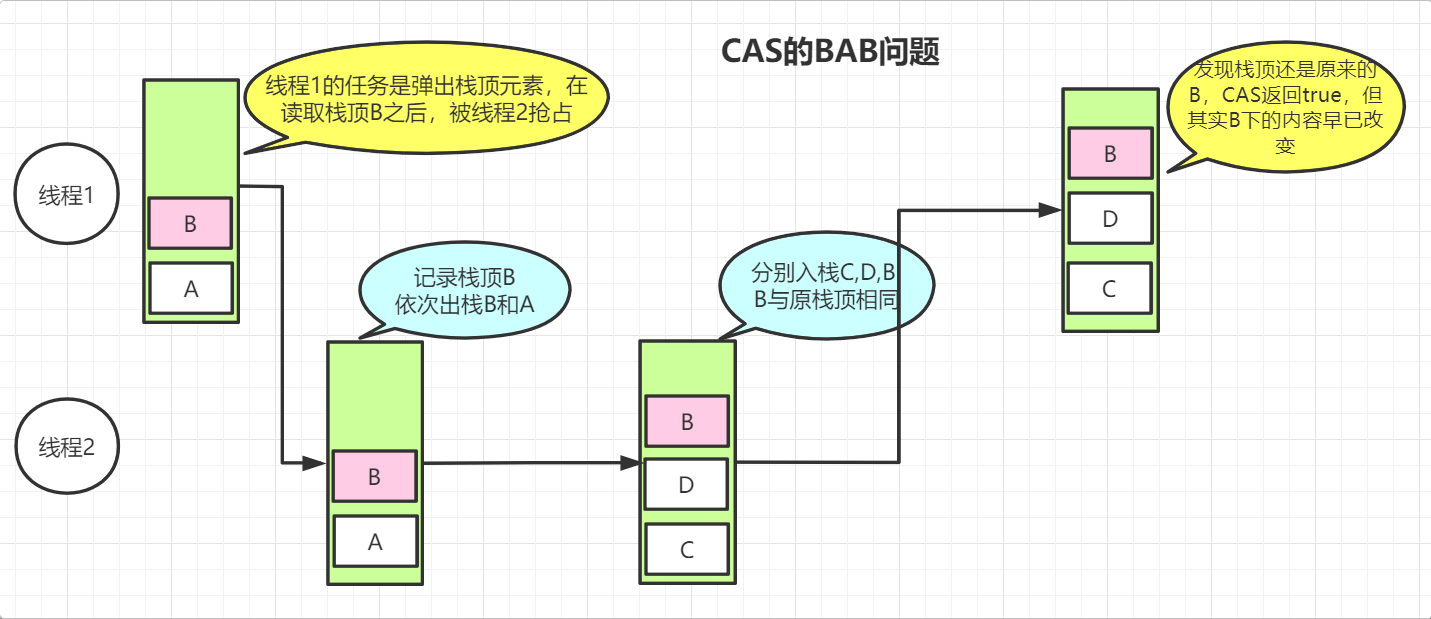 CAS的BAB问题
线程1的任务是弹出栈顶元素，在
读取栈顶B之后，被线程2抢占
发现栈顶还是原来的
B，CAS返回true，但
其实B下的内容早已改
变
线程1
B
A
B
D
C
记录栈顶B
依次出栈B和A
分别入栈C,D,B
B与原栈顶相同
线程2
B
A
B
D
C